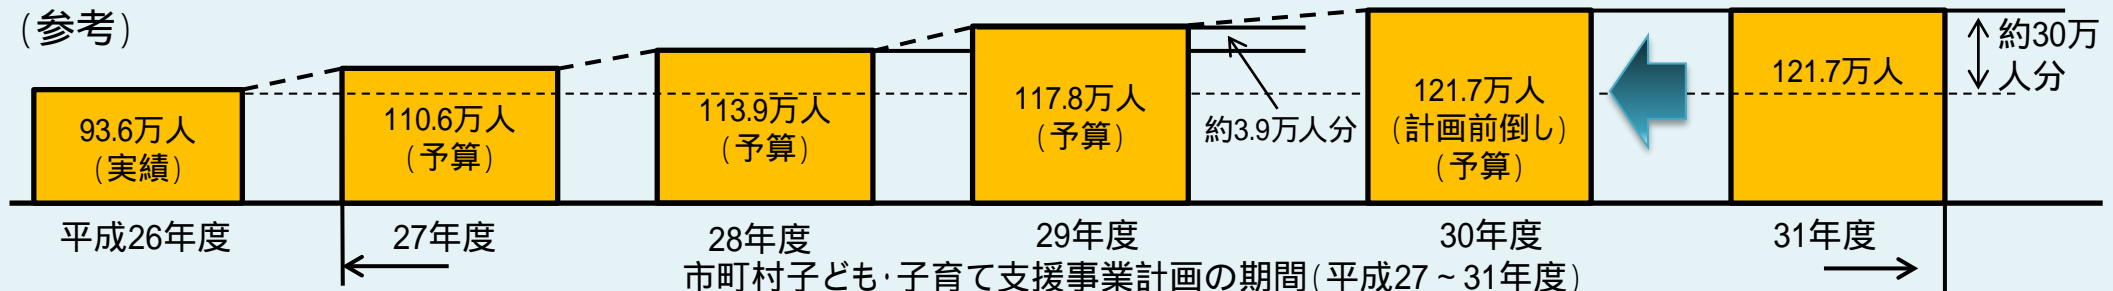 (参考)
93.6万人
(実績)
110.6万人
(予算)
113.9万人
(予算)
117.8万人
(予算)
約3.9万人分
121.7万人
(計画前倒し)
(予算)
121.7万人
約30万
人分
平成26年度
27年度
28年度
29年度
30年度
31年度
市町村子ども・子育て支援事業計画の期間(平成27~31年度)